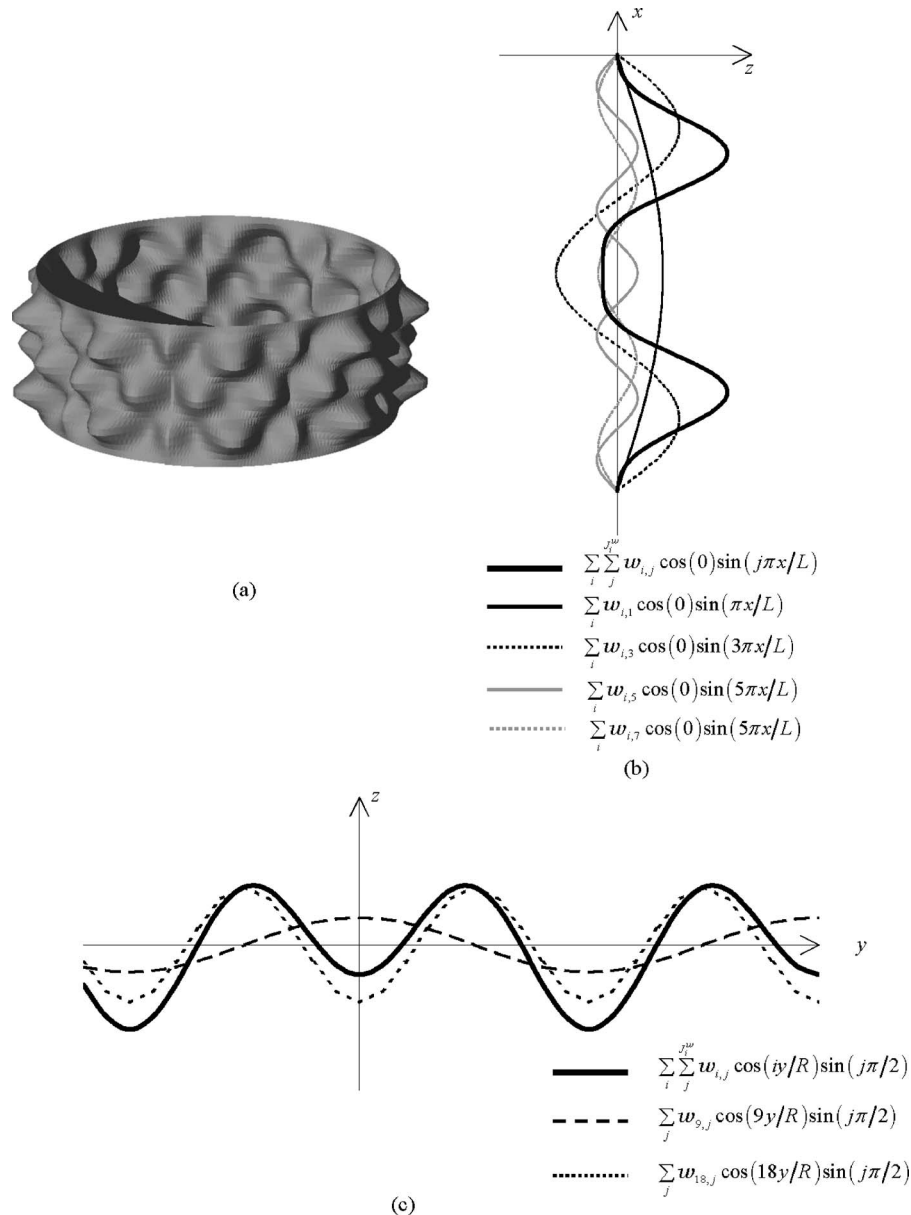 x
z
(a)
∑_i ∑_j^{J_i^w} w_{i,j} cos(0)sin(jπx/L)
∑_i w_{i,1} cos(0)sin(πx/L)
∑_i w_{i,3} cos(0)sin(3πx/L)
∑_i w_{i,5} cos(0)sin(5πx/L)
∑_i w_{i,7} cos(0)sin(5πx/L)
(b)
z
y
∑_i ∑_j^{J_i^w} w_{i,j} cos(iy/R)sin(jπ/2)
∑_j w_{9,j} cos(9y/R)sin(jπ/2)
∑_j w_{18,j} cos(18y/R)sin(jπ/2)
(c)